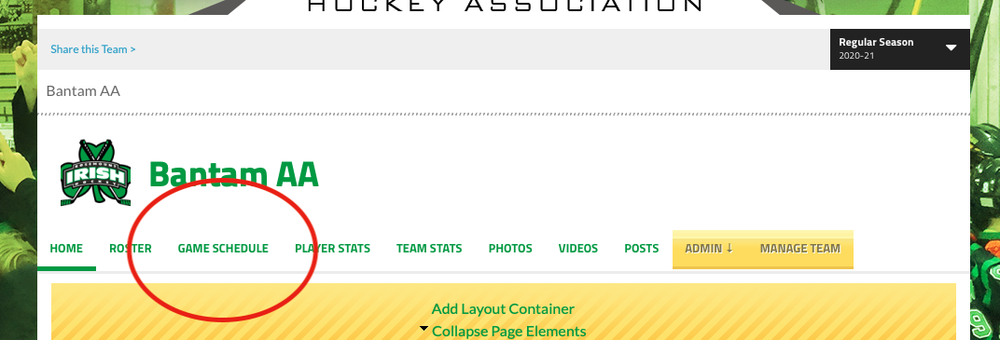 HOCKEY ASSOCIATION
Share this Team >
Regular Season
2020-21
Bantam AA
IRISH
Bantam AA
HOME ROSTER GAME SCHEDULE PLAYER STATS TEAM STATS PHOTOS VIDEOS POSTS ADMIN ↓ MANAGE TEAM
Add Layout Container
Collapse Page Elements